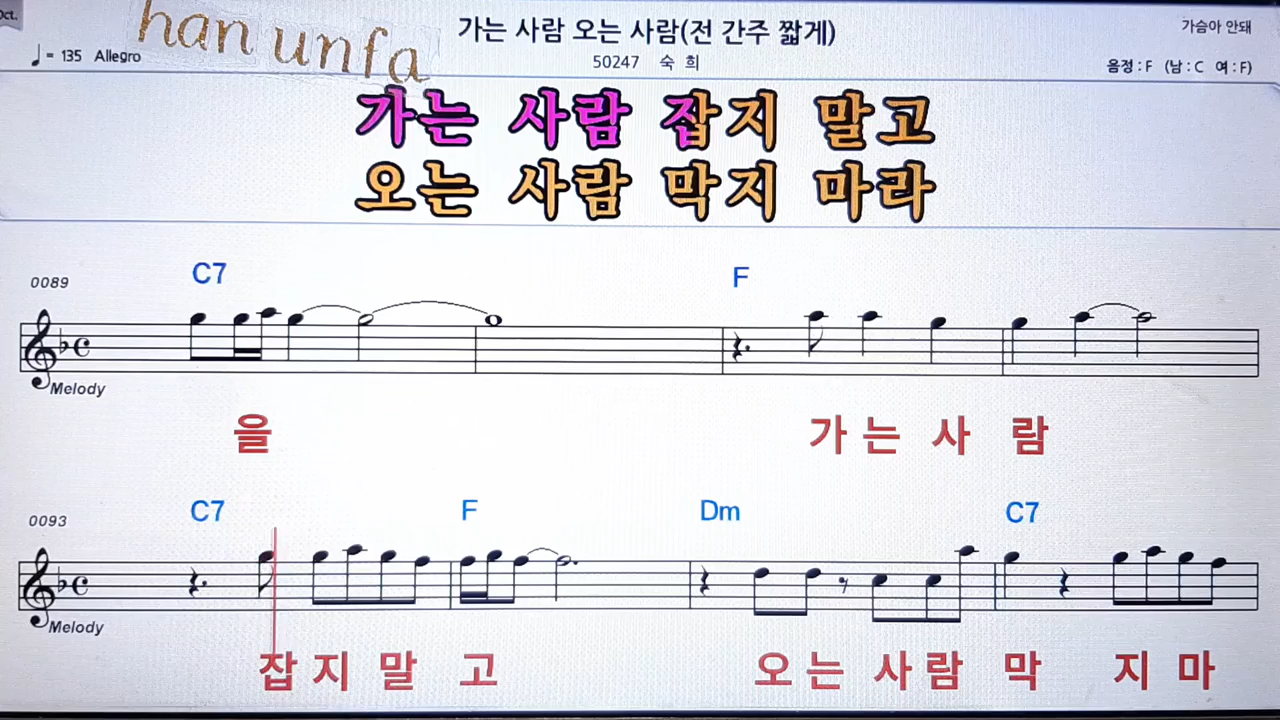 Oct.
han unfa
가는 사람 오는 사람(전 간주 짧게)
가슴아 안돼
♩= 135 Allegro
50247 숙 희
음정 : F (남 : C 여 : F)
가는 사람 잡지 말고
오는 사람 막지 마라
0089
C7 F
Melody
을 가 는 사 람
0093
C7 F Dm C7
Melody
잡 지 말 고 오 는 사 람 막 지 마